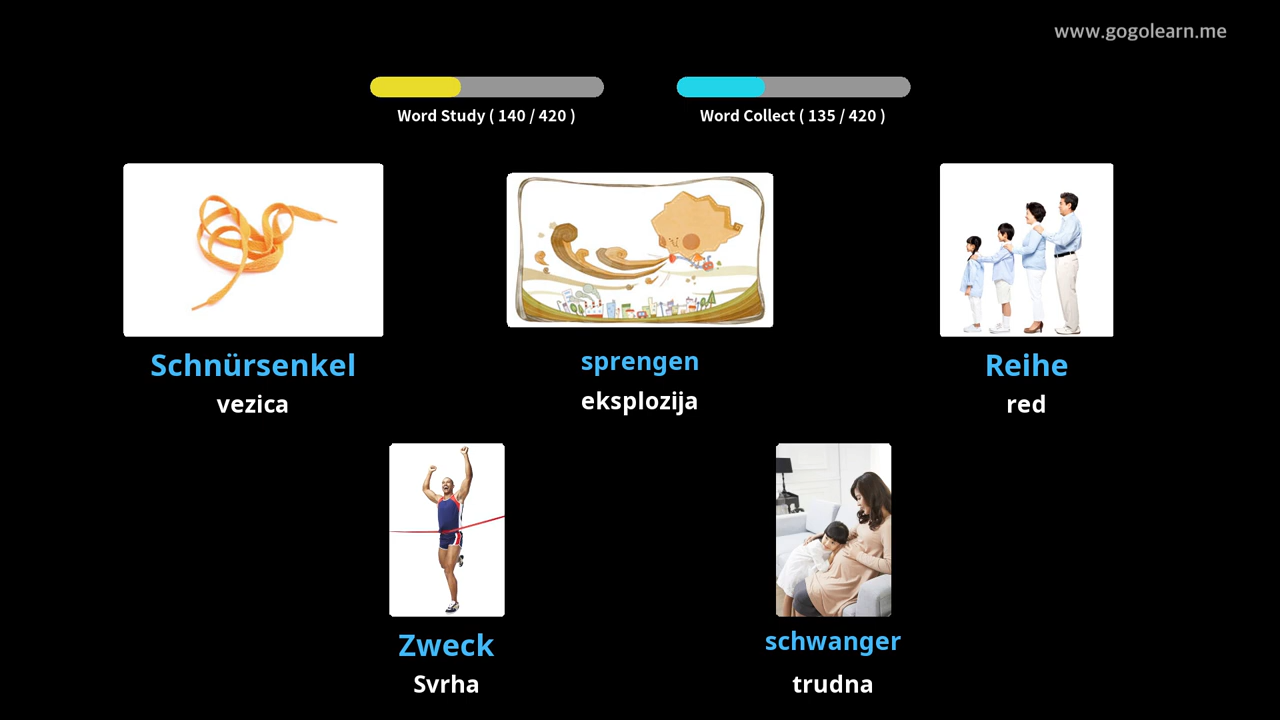 www.gogolearn.me
Word Study ( 140 / 420 )
Word Collect ( 135 / 420 )
Schnürsenkel
vezica
sprengen
eksplozija
Reihe
red
Zweck
Svrha
schwanger
trudna